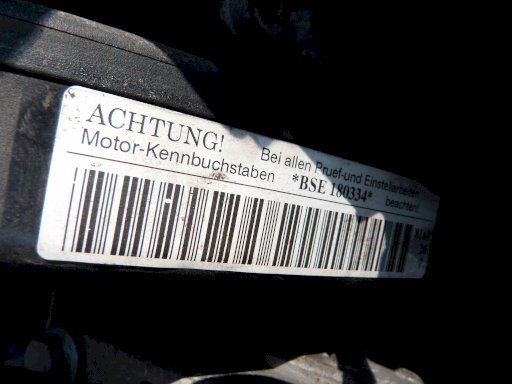 ACHTUNG! Bei allen Pruef-und Einstellarbeiten
Motor-Kennbuchstaben *BSE 180334* beachten!